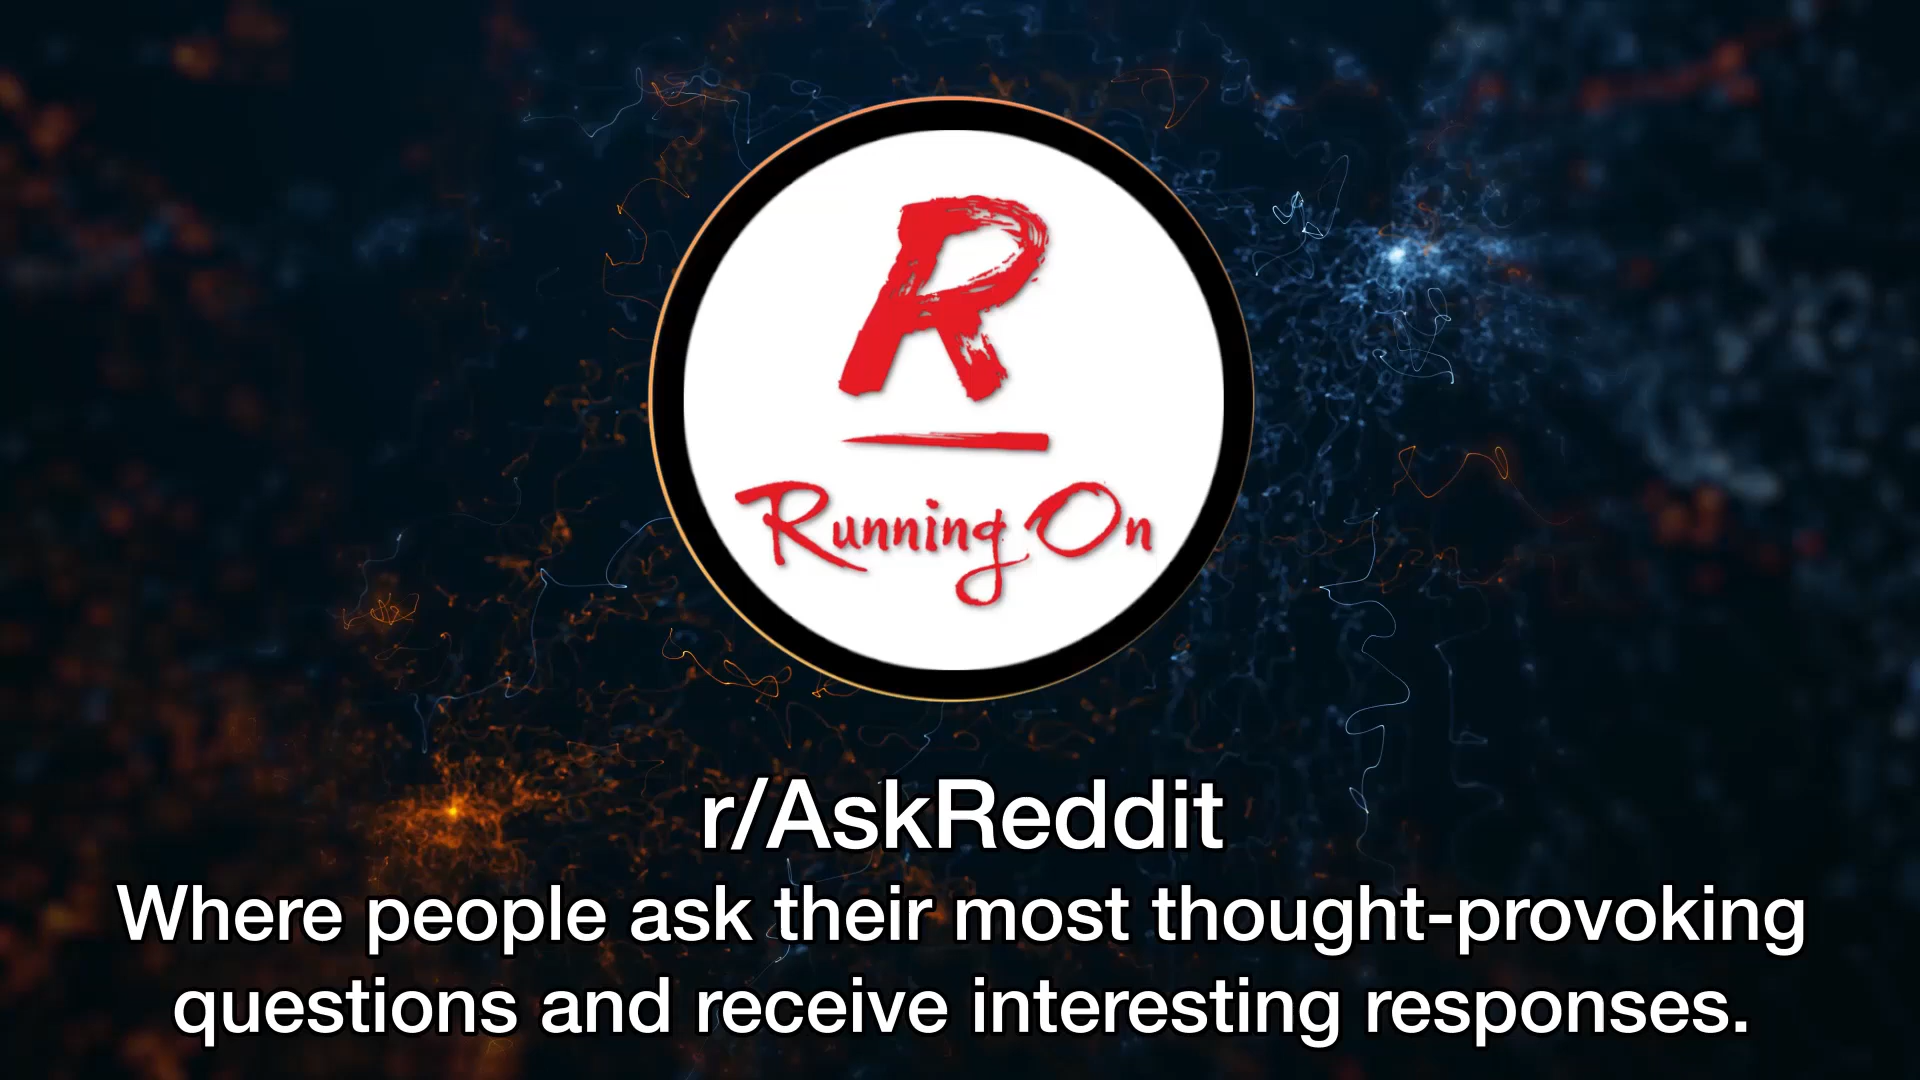 R
Running On
r/AskReddit
Where people ask their most thought-provoking
questions and receive interesting responses.